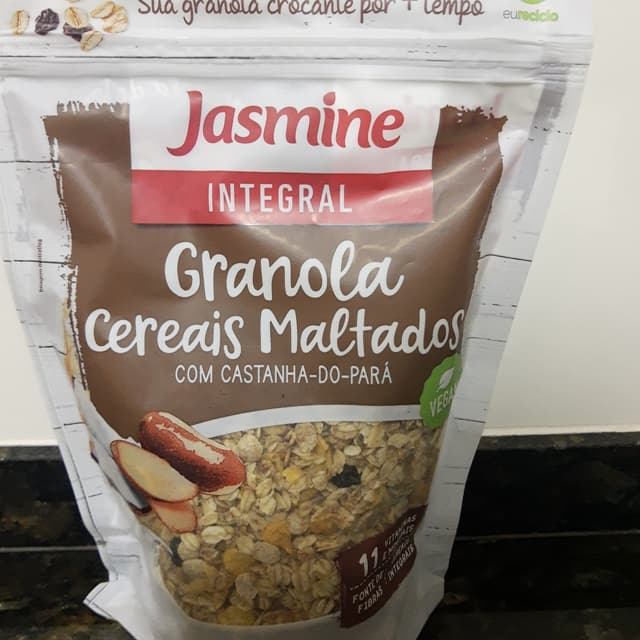 Sua granola crocante por + tempo
eureciclo
Jasmine
INTEGRAL
Granola
Cereais Maltados
COM CASTANHA-DO-PARÁ
VEGAN
11
FONTE DE
FIBRAS
INTEGRAIS